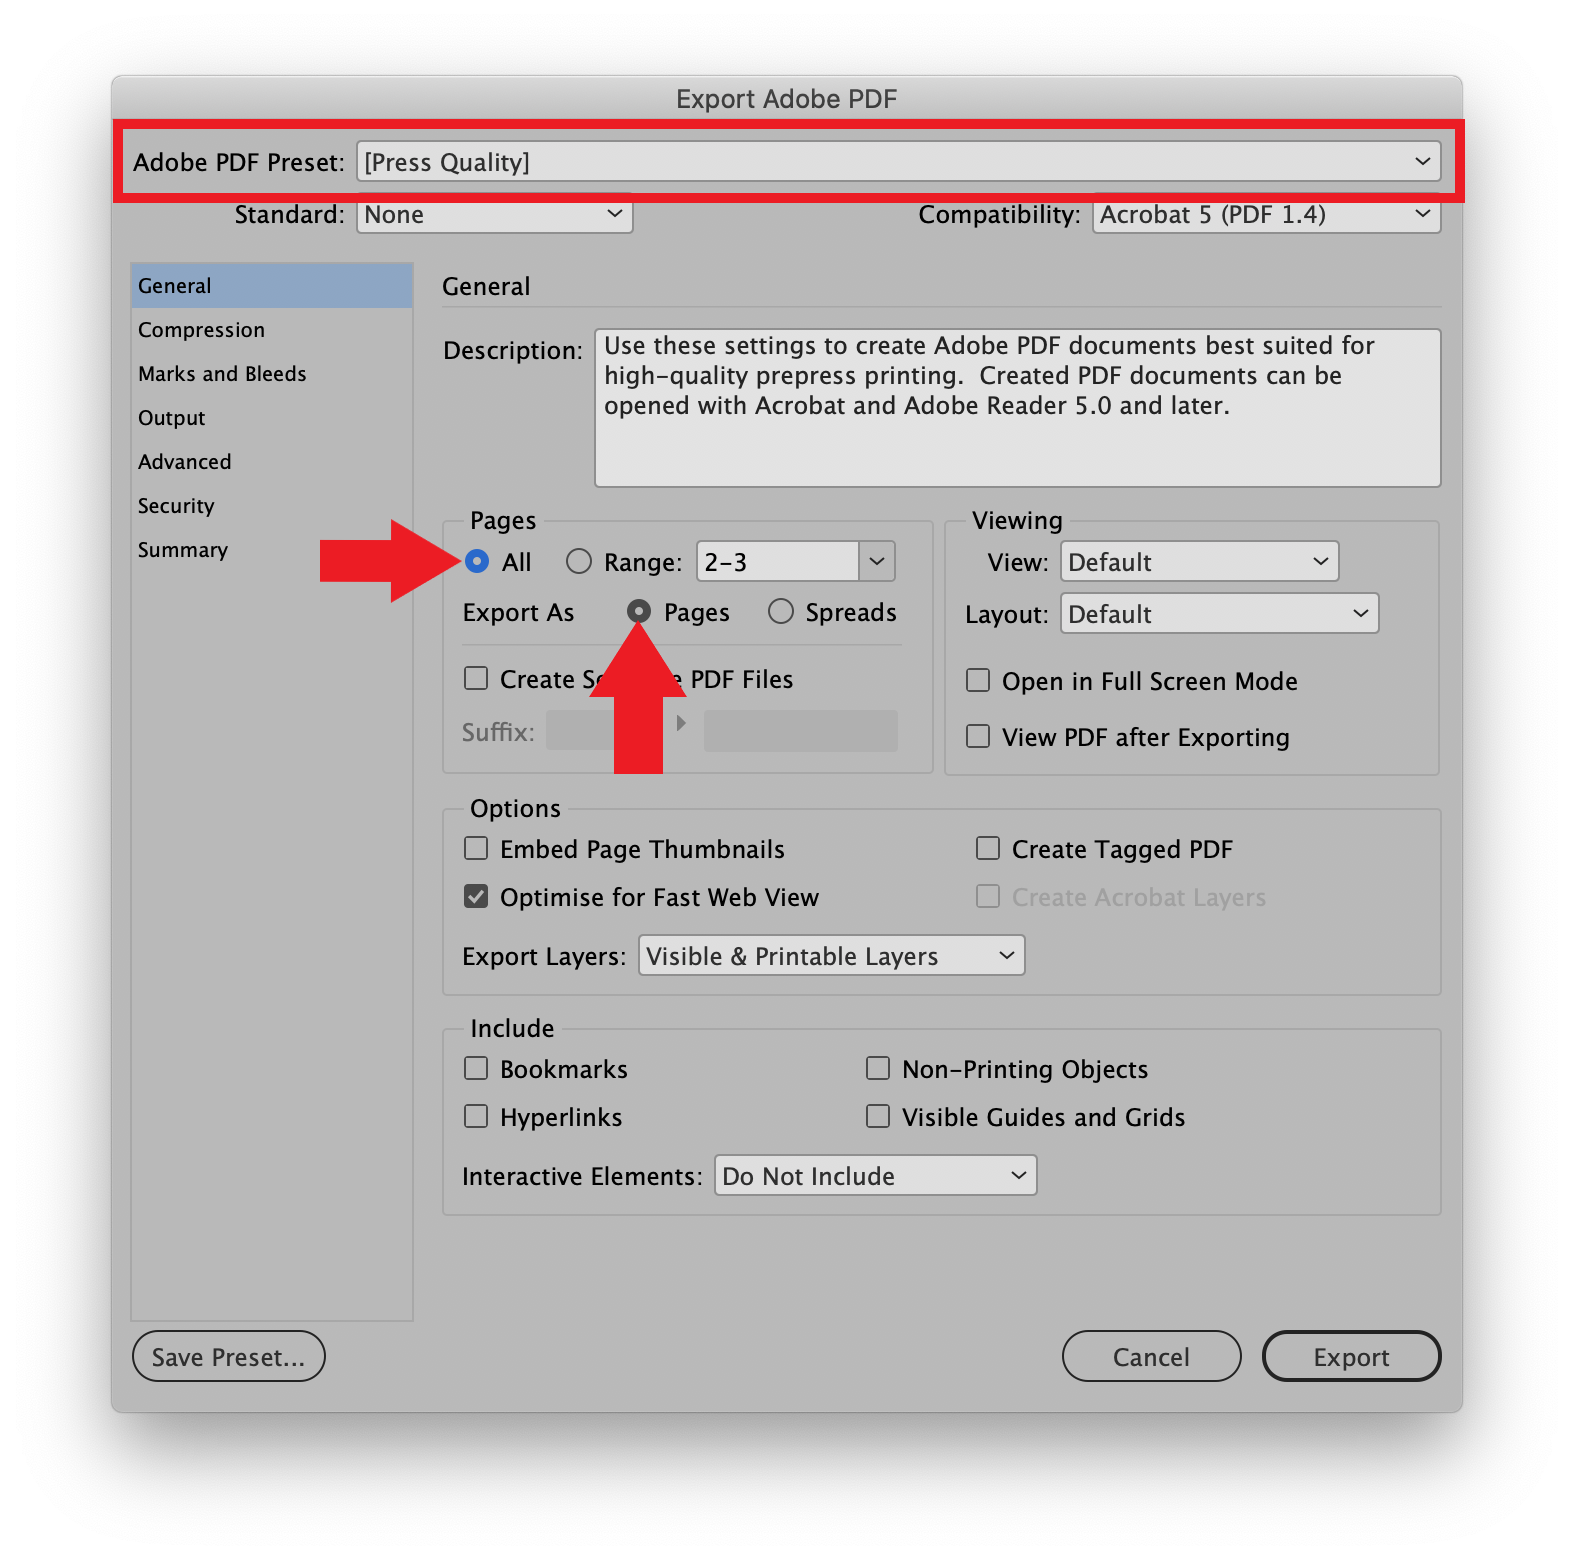 Export Adobe PDF
Adobe PDF Preset: [Press Quality]
Standard: None Compatibility: Acrobat 5 (PDF 1.4)
General
Compression
Marks and Bleeds
Output
Advanced
Security
Summary
General
Description: Use these settings to create Adobe PDF documents best suited for
high-quality prepress printing. Created PDF documents can be
opened with Acrobat and Adobe Reader 5.0 and later.
Pages
All Range: 2-3
Export As Pages Spreads
Create PDF Files
Suffix:
Viewing
View: Default
Layout: Default
Open in Full Screen Mode
View PDF after Exporting
Options
Embed Page Thumbnails Create Tagged PDF
Optimise for Fast Web View Create Acrobat Layers
Export Layers: Visible & Printable Layers
Include
Bookmarks Non-Printing Objects
Hyperlinks Visible Guides and Grids
Interactive Elements: Do Not Include
Save Preset... Cancel Export